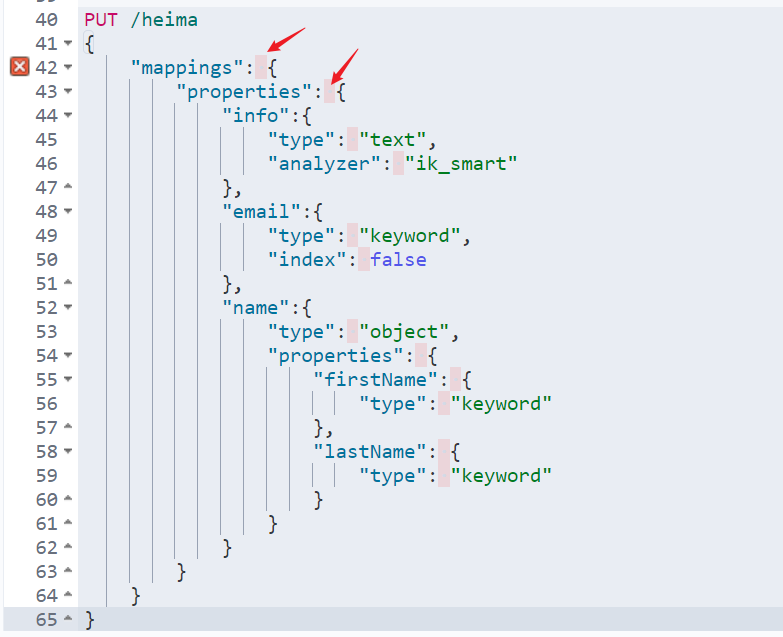 40 PUT /heima
41 {
42 "mappings": {
43 "properties": {
44 "info":{
45 "type": "text",
46 "analyzer": "ik_smart"
47 },
48 "email":{
49 "type": "keyword",
50 "index": false
51 },
52 "name":{
53 "type": "object",
54 "properties": {
55 "firstName": {
56 "type": "keyword"
57 },
58 "lastName": {
59 "type": "keyword"
60 }
61 }
62 }
63 }
64 }
65 }